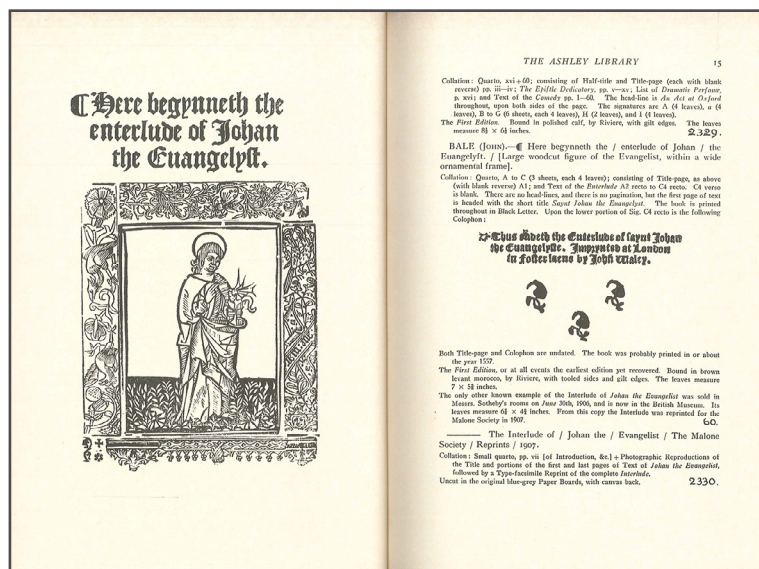 ¶Here begynneth the
enterlude of Johan
the Euangelyst.
THE ASHLEY LIBRARY 15
Collation: Quarto, xvi+60; consisting of Half-title and Title-page (each with blank
reverse) pp. iii—iv; The Epistle Dedicatory, pp. v—xv; List of Dramatis Personæ,
p. xvi; and Text of the Comedy pp. 1—60. The head-line is An Act at Oxford
throughout, upon both sides of the page. The signatures are A (4 leaves), a (4
leaves), B to G (6 sheets, each 4 leaves), H (2 leaves), and I (4 leaves).
The First Edition. Bound in polished calf, by Riviere, with gilt edges. The leaves
measure 8⅞ × 6⅞ inches. 2329.
BALE (JOHN).—¶ Here begynneth the / enterlude of Johan / the
Euangelyſt. / [Large woodcut figure of the Evangelist, within a wide
ornamental frame].
Collation: Quarto, A to C (3 sheets, each 4 leaves); consisting of Title-page, as above
(with blank reverse) A1; and Text of the Enterlude A2 recto to C4 recto. C4 verso
is blank. There are no head-lines, and there is no pagination, but the first page of text
is headed with the short title Saynt Johan the Euangelyst. The book is printed
throughout in Black Letter. Upon the lower portion of Sig. C4 recto is the following
Colophon:
Thus endeth the Enterlude of saynt Johan
the Euangelyste. Imprynted at London
in foster laene by John Waley.
Both Title-page and Colophon are undated. The book was probably printed in or about
the year 1557.
The First Edition, or at all events the earliest edition yet recovered. Bound in brown
levant morocco, by Riviere, with tooled sides and gilt edges. The leaves measure
7 × inches.
The only other known example of the Interlude of Johan the Evangelist was sold in
Messrs. Sotheby's rooms on June 30th, 1906, and is now in the British Museum. Its
leaves measure inches. From this copy the Interlude was reprinted for the
Malone Society in 1907. 60.
——— The Interlude of / Johan the / Evangelist / The Malone
Society / Reprints / 1907.
Collation: Small quarto, pp. vii [of Introduction, &c.] + Photographic Reproductions of
the Title and portions of the first and last pages of Text of Johan the Evangelist,
followed by a Type-facsimile Reprint of the complete Interlude.
Uncut in the original blue-grey Paper Boards, with canvas back. 2330.